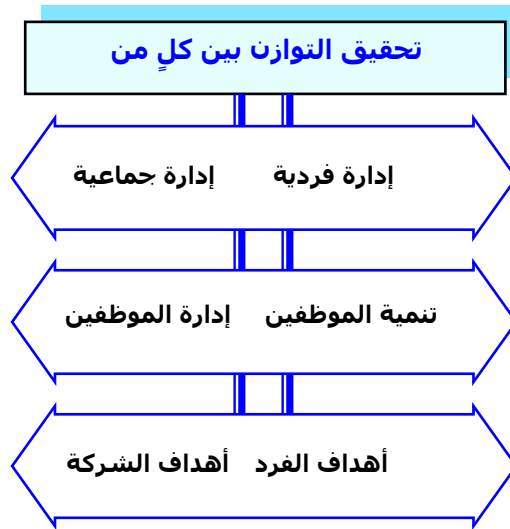 تحقيق التوازن بين كلٍ من
إدارة فردية إدارة جماعية
تنمية الموظفين إدارة الموظفين
أهداف الفرد أهداف الشركة